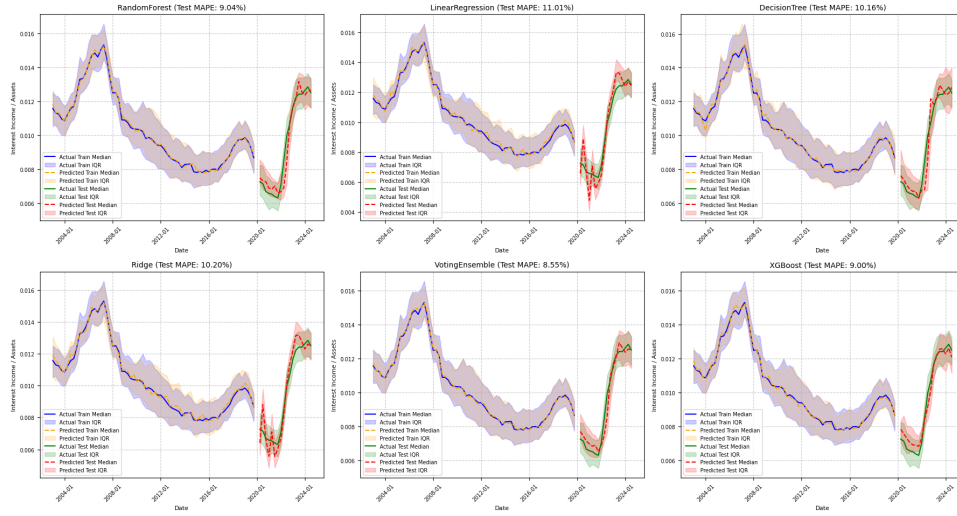 RandomForest (Test MAPE: 9.04%)
Interest Income / Assets
0.016
0.014
0.012
0.010
0.008
0.006
Actual Train Median
Actual Train IQR
Predicted Train Median
Predicted Train IQR
Actual Test Median
Actual Test IQR
Predicted Test Median
Predicted Test IQR
2004-01
2008-01
2012-01
2016-01
2020-01
2024-01
Date
LinearRegression (Test MAPE: 11.01%)
Interest Income / Assets
0.016
0.014
0.012
0.010
0.008
0.006
0.004
Actual Train Median
Actual Train IQR
Predicted Train Median
Predicted Train IQR
Actual Test Median
Actual Test IQR
Predicted Test Median
Predicted Test IQR
2004-01
2008-01
2012-01
2016-01
2020-01
2024-01
Date
DecisionTree (Test MAPE: 10.16%)
Interest Income / Assets
0.016
0.014
0.012
0.010
0.008
0.006
Actual Train Median
Actual Train IQR
Predicted Train Median
Predicted Train IQR
Actual Test Median
Actual Test IQR
Predicted Test Median
Predicted Test IQR
2004-01
2008-01
2012-01
2016-01
2020-01
2024-01
Date
Ridge (Test MAPE: 10.20%)
Interest Income / Assets
0.016
0.014
0.012
0.010
0.008
0.006
Actual Train Median
Actual Train IQR
Predicted Train Median
Predicted Train IQR
Actual Test Median
Actual Test IQR
Predicted Test Median
Predicted Test IQR
2004-01
2008-01
2012-01
2016-01
2020-01
2024-01
Date
VotingEnsemble (Test MAPE: 8.55%)
Interest Income / Assets
0.016
0.014
0.012
0.010
0.008
0.006
Actual Train Median
Actual Train IQR
Predicted Train Median
Predicted Train IQR
Actual Test Median
Actual Test IQR
Predicted Test Median
Predicted Test IQR
2004-01
2008-01
2012-01
2016-01
2020-01
2024-01
Date
XGBoost (Test MAPE: 9.00%)
Interest Income / Assets
0.016
0.014
0.012
0.010
0.008
0.006
Actual Train Median
Actual Train IQR
Predicted Train Median
Predicted Train IQR
Actual Test Median
Actual Test IQR
Predicted Test Median
Predicted Test IQR
2004-01
2008-01
2012-01
2016-01
2020-01
2024-01
Date